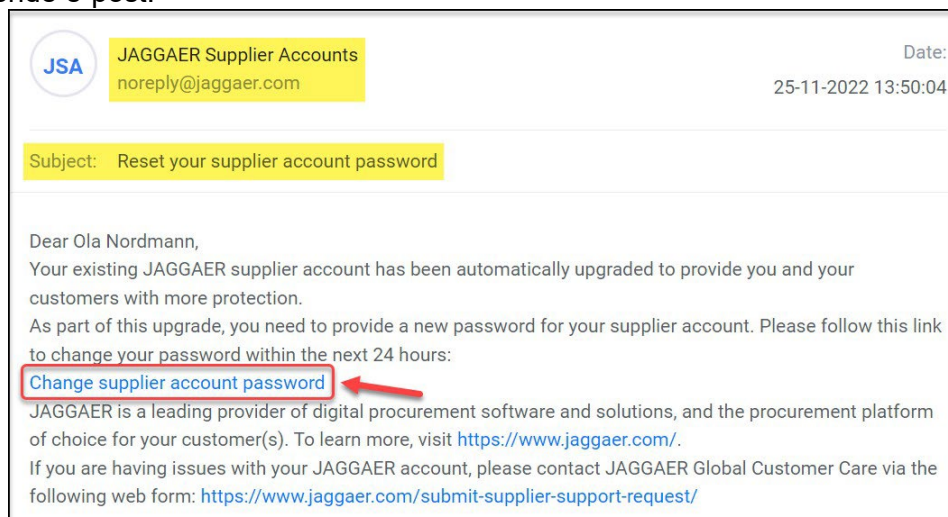 e-post.
JSA
JAGGAER Supplier Accounts
noreply@jaggaer.com
Date:
25-11-2022 13:50:04
Subject: Reset your supplier account password
Dear Ola Nordmann,
Your existing JAGGAER supplier account has been automatically upgraded to provide you and your
customers with more protection.
As part of this upgrade, you need to provide a new password for your supplier account. Please follow this link
to change your password within the next 24 hours:
Change supplier account password
JAGGAER is a leading provider of digital procurement software and solutions, and the procurement platform
of choice for your customer(s). To learn more, visit https://www.jaggaer.com/.
If you are having issues with your JAGGAER account, please contact JAGGAER Global Customer Care via the
following web form: https://www.jaggaer.com/submit-supplier-support-request/